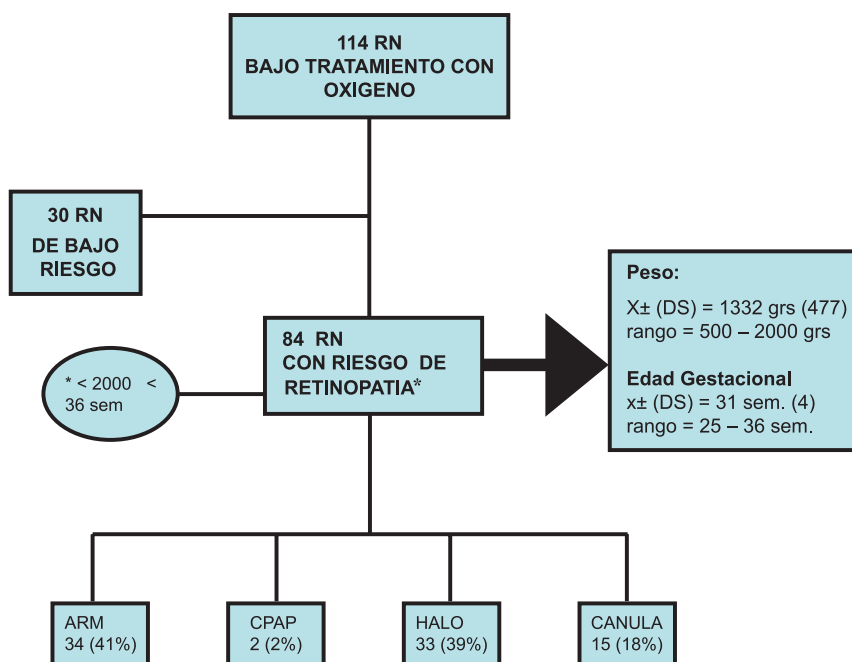 114 RN
BAJO TRATAMIENTO CON
OXIGENO
30 RN
DE BAJO
RIESGO
84 RN
CON RIESGO DE
RETINOPATIA*
* < 2000 <
36 sem
Peso:
X± (DS) = 1332 grs (477)
rango = 500 – 2000 grs
Edad Gestacional
x± (DS) = 31 sem. (4)
rango = 25 – 36 sem.
ARM
34 (41%)
CPAP
2 (2%)
HALO
33 (39%)
CANULA
15 (18%)